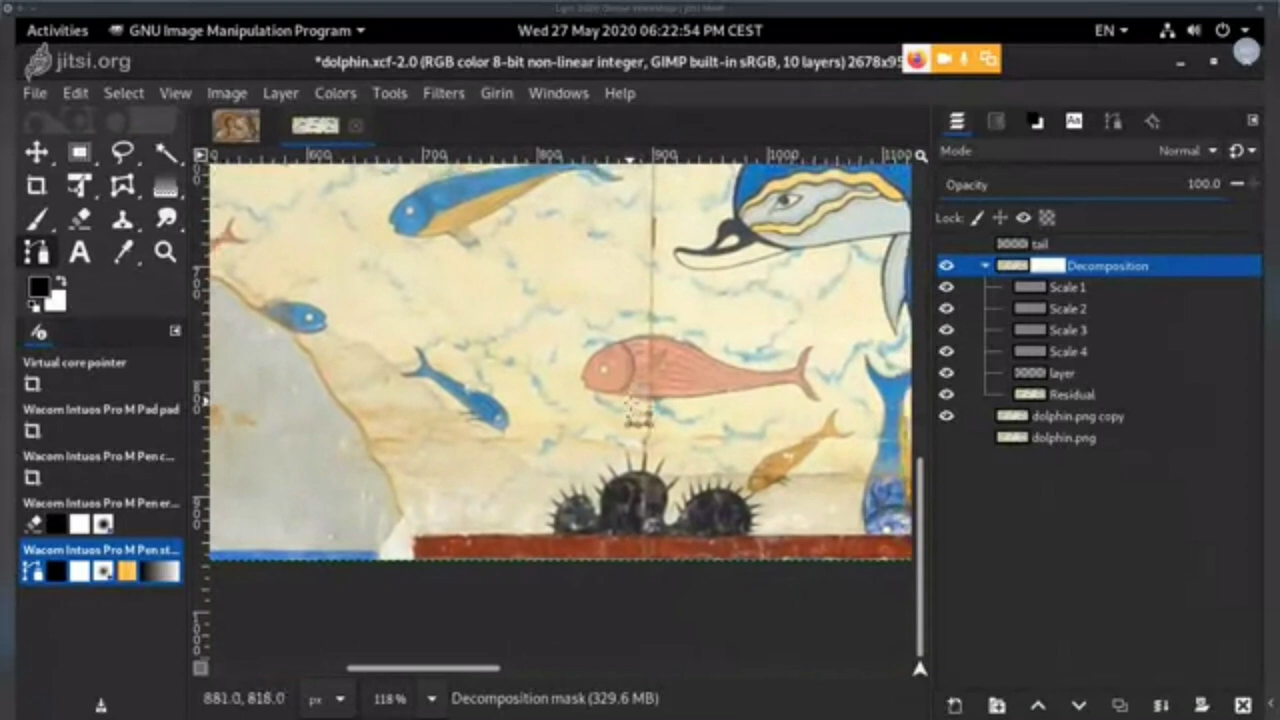 Activities GNU Image Manipulation Program Wed 27 May 2020 06:22:54 PM CEST EN
jitsi.org
*dolphin.xcf-2.0 (RGB color 8-bit non-linear integer, GIMP built-in sRGB, 10 layers) 2678x95
File Edit Select View Image Layer Colors Tools Filters Girin Windows Help
600 700 800 900 1000 1100
Mode Normal
Opacity 100.0
Lock:
tail
Decomposition
Scale 1
Scale 2
Scale 3
Scale 4
layer
Residual
dolphin.png copy
dolphin.png
Virtual core pointer
Wacom Intuos Pro M Pad pad
Wacom Intuos Pro M Pen c...
Wacom Intuos Pro M Pen er...
Wacom Intuos Pro M Pen st...
881.0, 818.0 px 118 % Decomposition mask (329.6 MB)